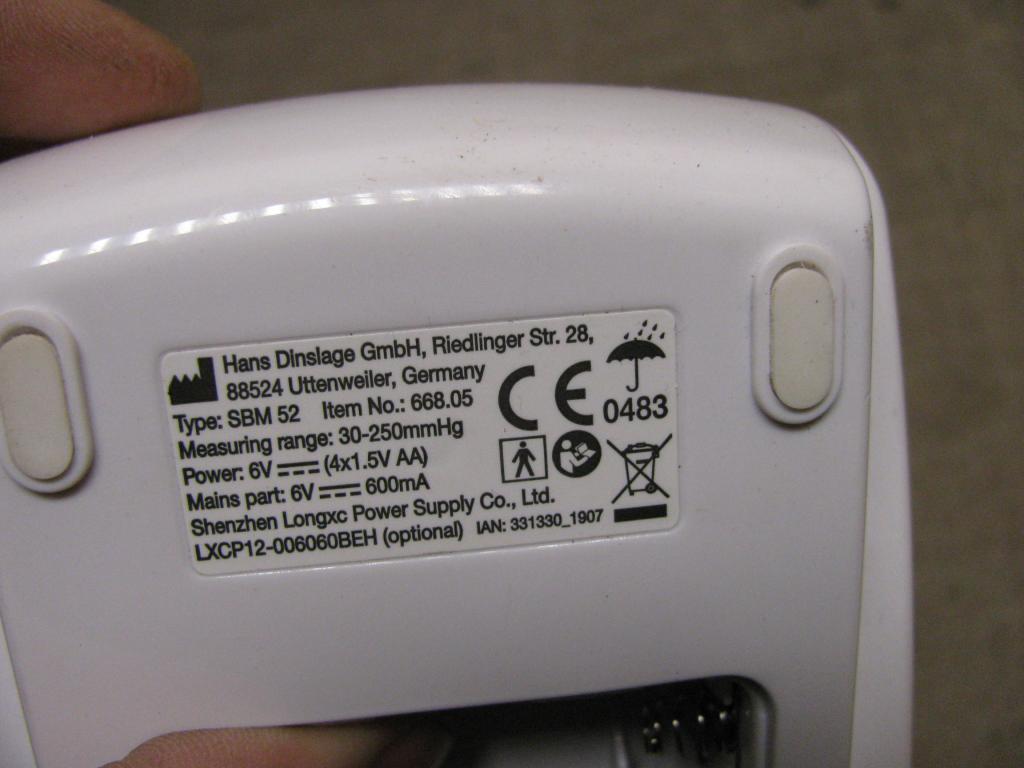 Hans Dinslage GmbH, Riedlinger Str. 28,
88524 Uttenweiler, Germany
Type: SBM 52 Item No.: 668.05
Measuring range: 30-250mmHg
Power: 6V (4x1.5V AA)
Mains part: 6V 600mA
Shenzhen Longxc Power Supply Co., Ltd.
LXCP12-006060BEH (optional) IAN: 331330_1907
CE 0483